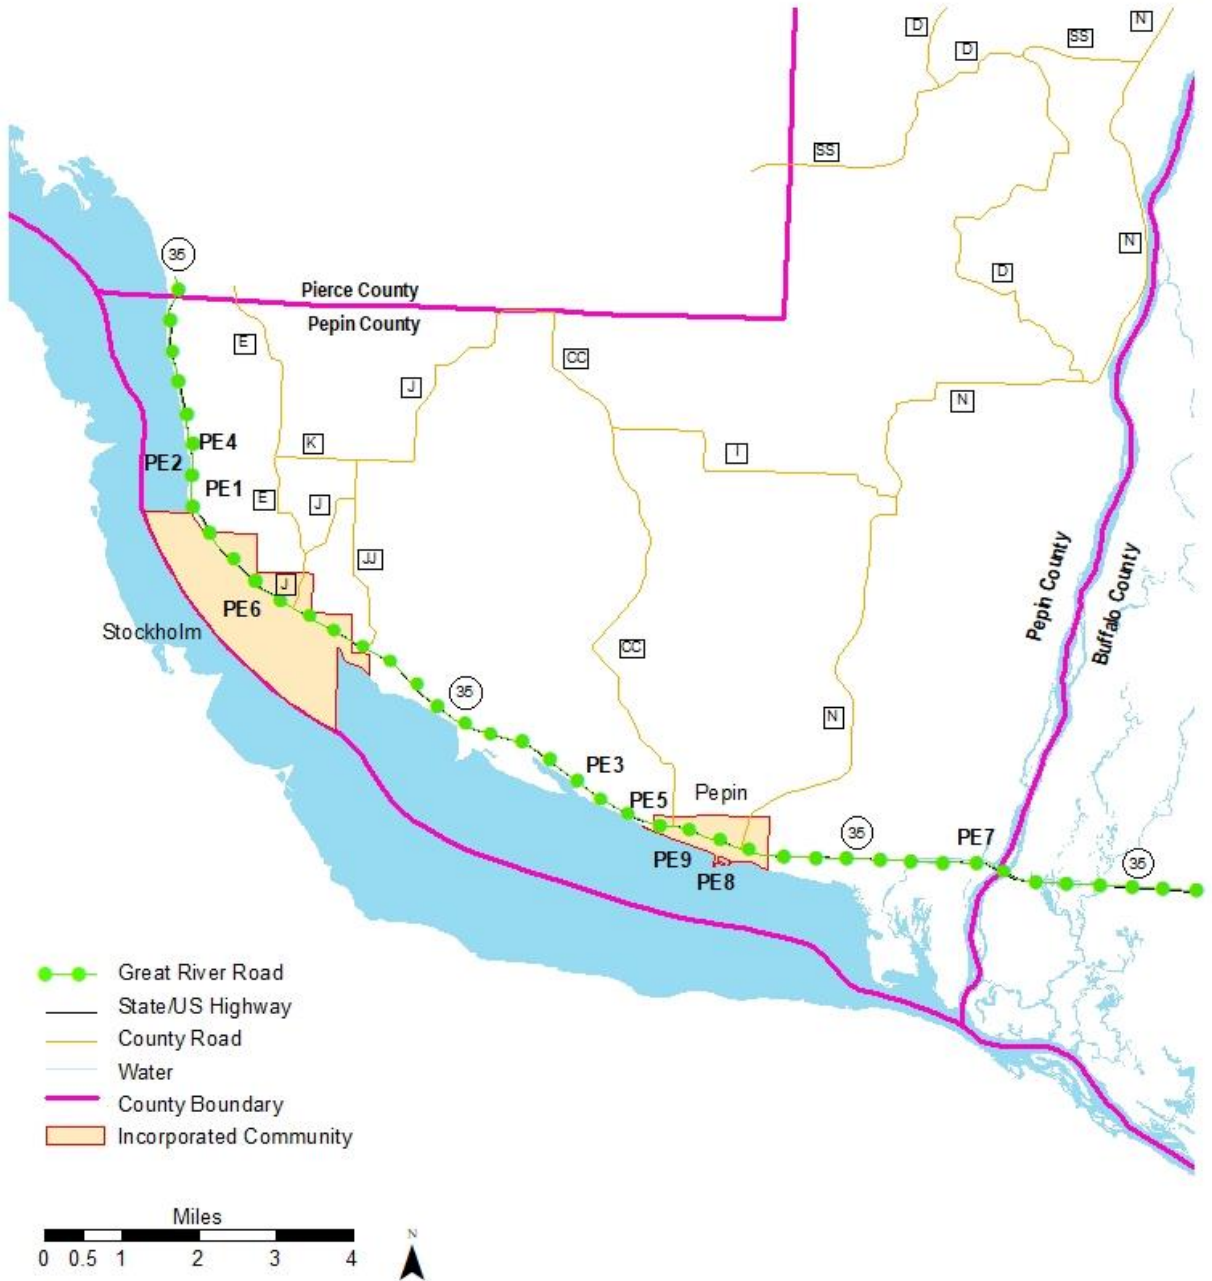 N
D
SS
D
SS
N
35
D
Pierce County
Pepin County
E
CC
J
N
K
PE4
I
PE2
PE1
E
J
JJ
Pepin County
Buffalo County
J
PE6
Stockholm
CC
35
N
PE3
Pepin
PE5
35
PE7
PE9
35
PE8
Great River Road
State/US Highway
County Road
Water
County Boundary
Incorporated Community
Miles
0 0.5 1 2 3 4
N